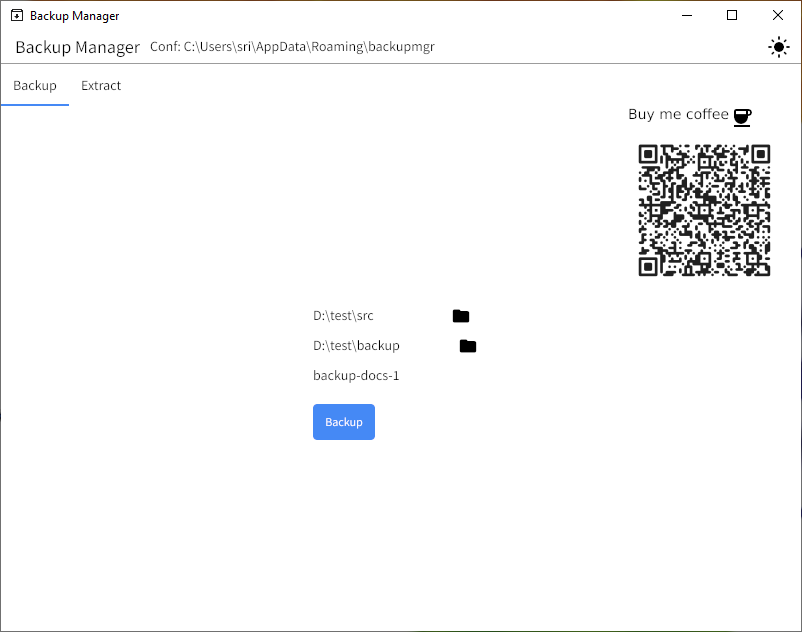 Backup Manager
Backup Manager Conf: C:\Users\sri\AppData\Roaming\backupmgr
Backup Extract
Buy me coffee
D:\test\src
D:\test\backup
backup-docs-1
Backup